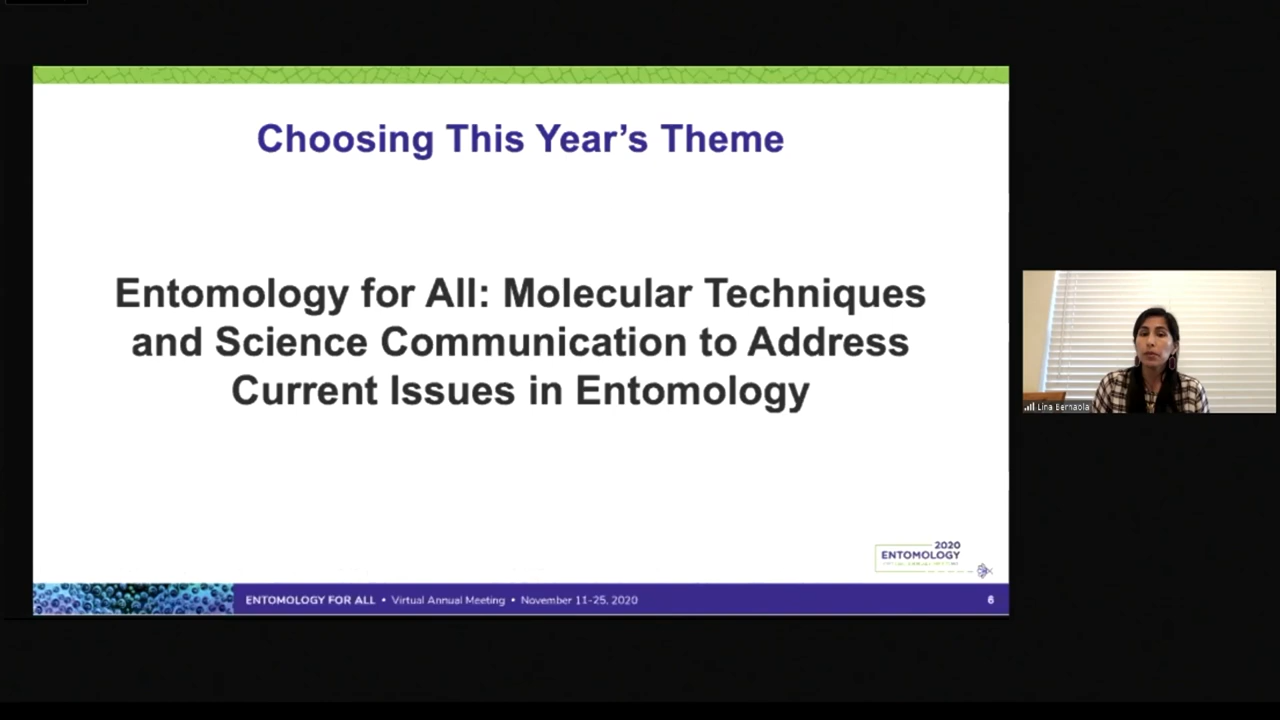 Choosing This Year’s Theme
Entomology for All: Molecular Techniques
and Science Communication to Address
Current Issues in Entomology
Lina Bernaola
2020
ENTOMOLOGY
ENTOMOLOGY FOR ALL • Virtual Annual Meeting • November 11-25, 2020
6